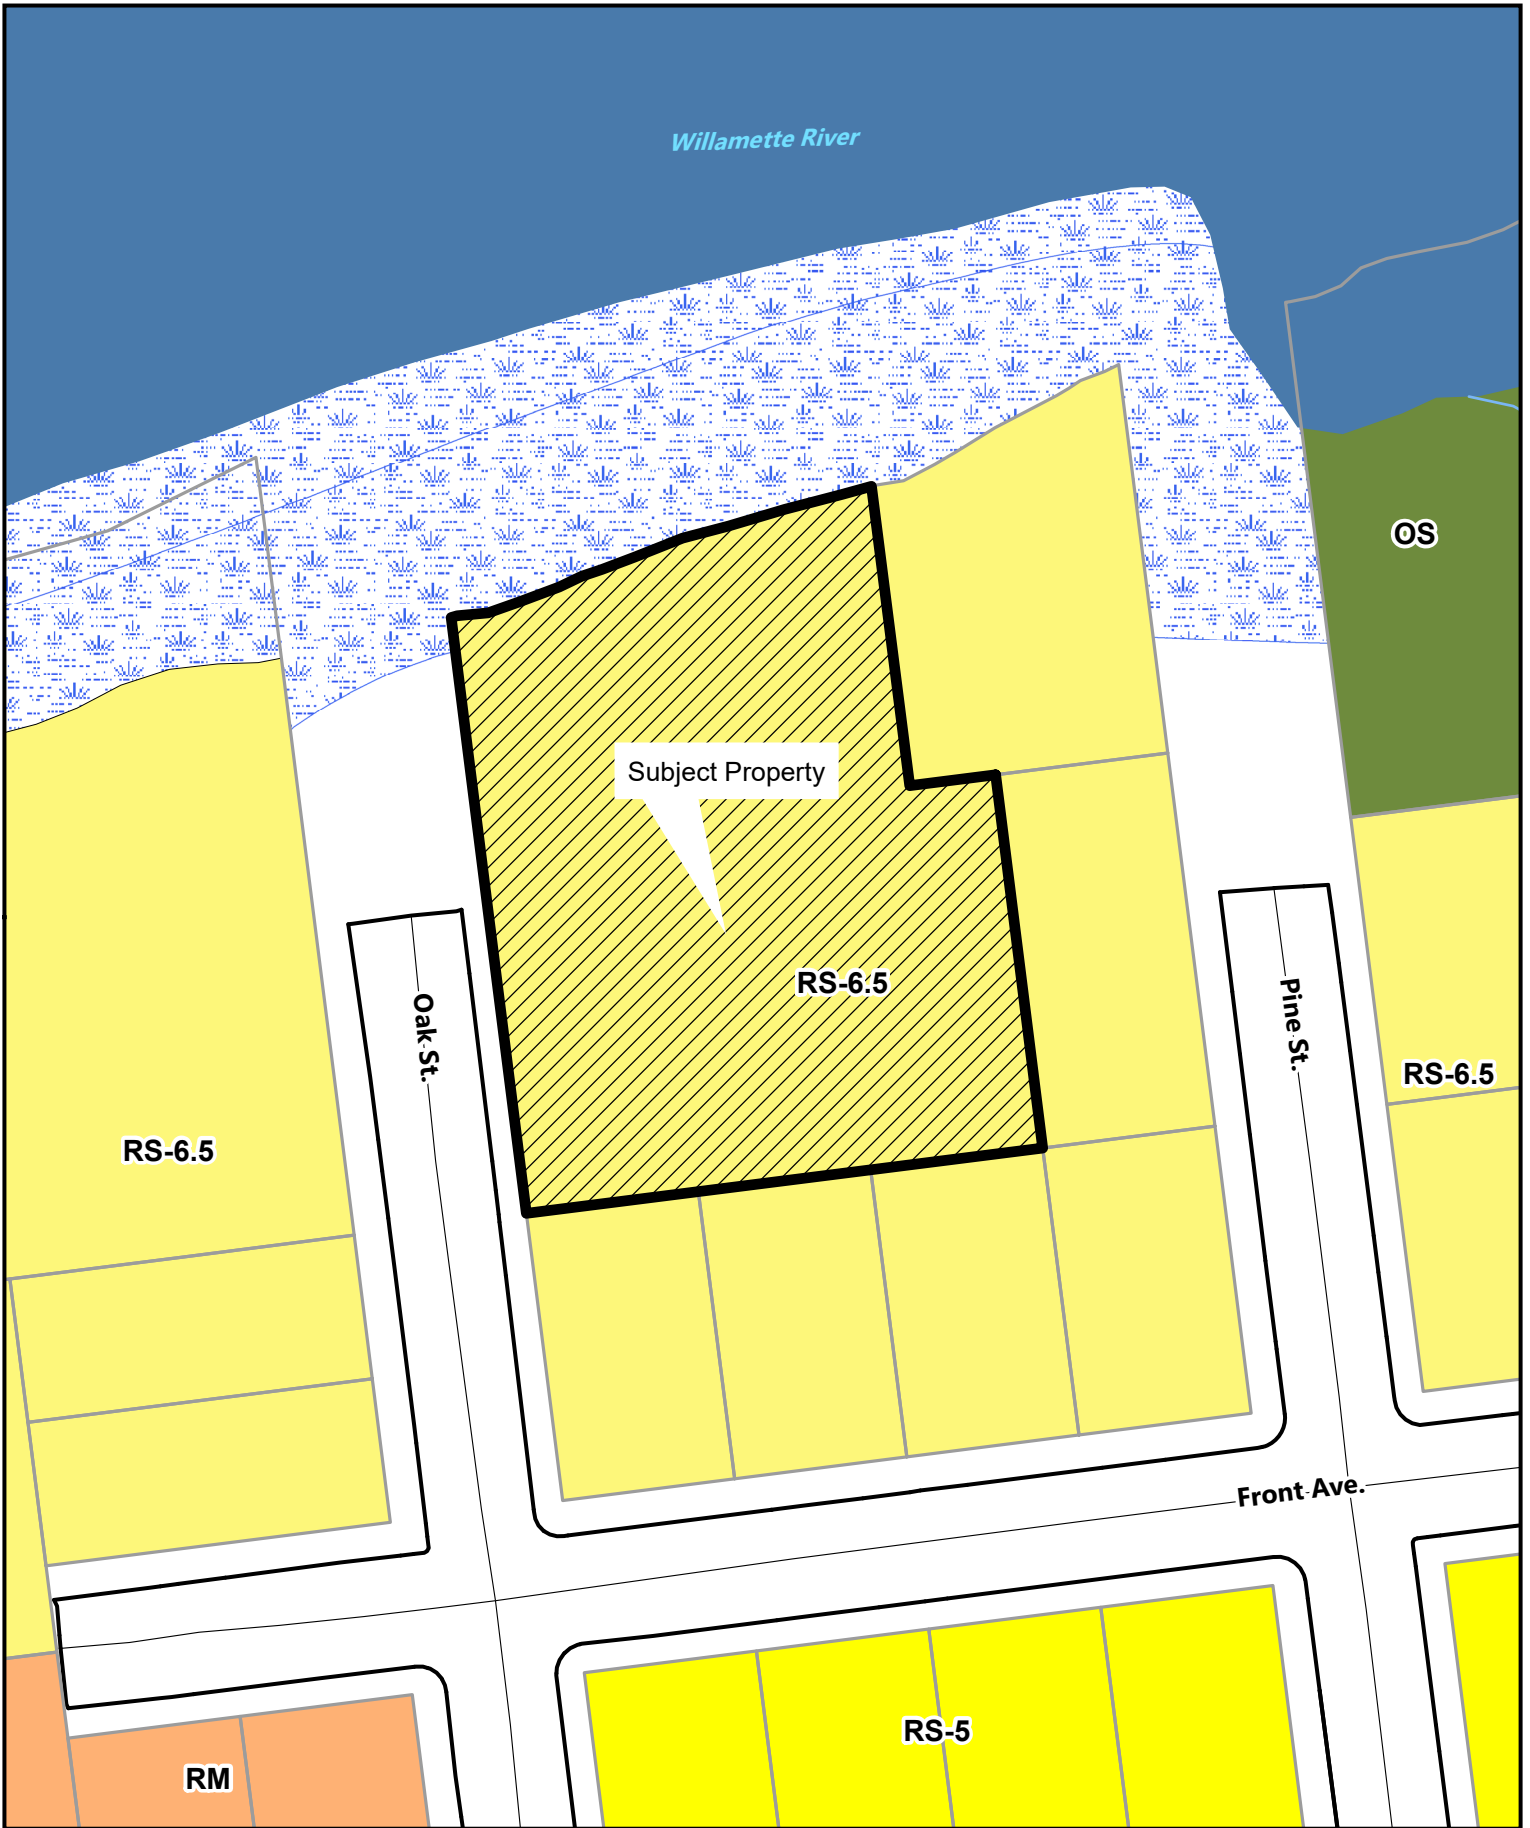 Willamette River
OS
Subject Property
RS-6.5
Oak St.
Pine St.
RS-6.5
RS-6.5
Front Ave.
RS-5
RM